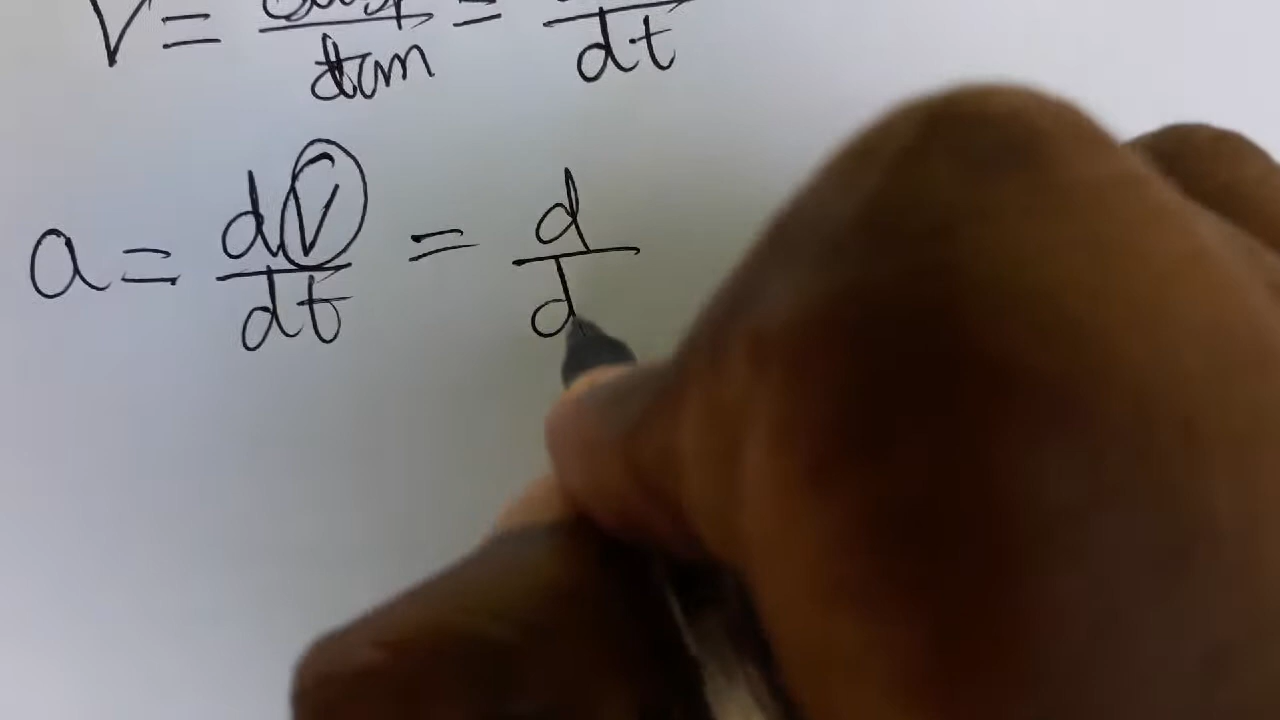 V = = dt
a = dV/dt = d/d